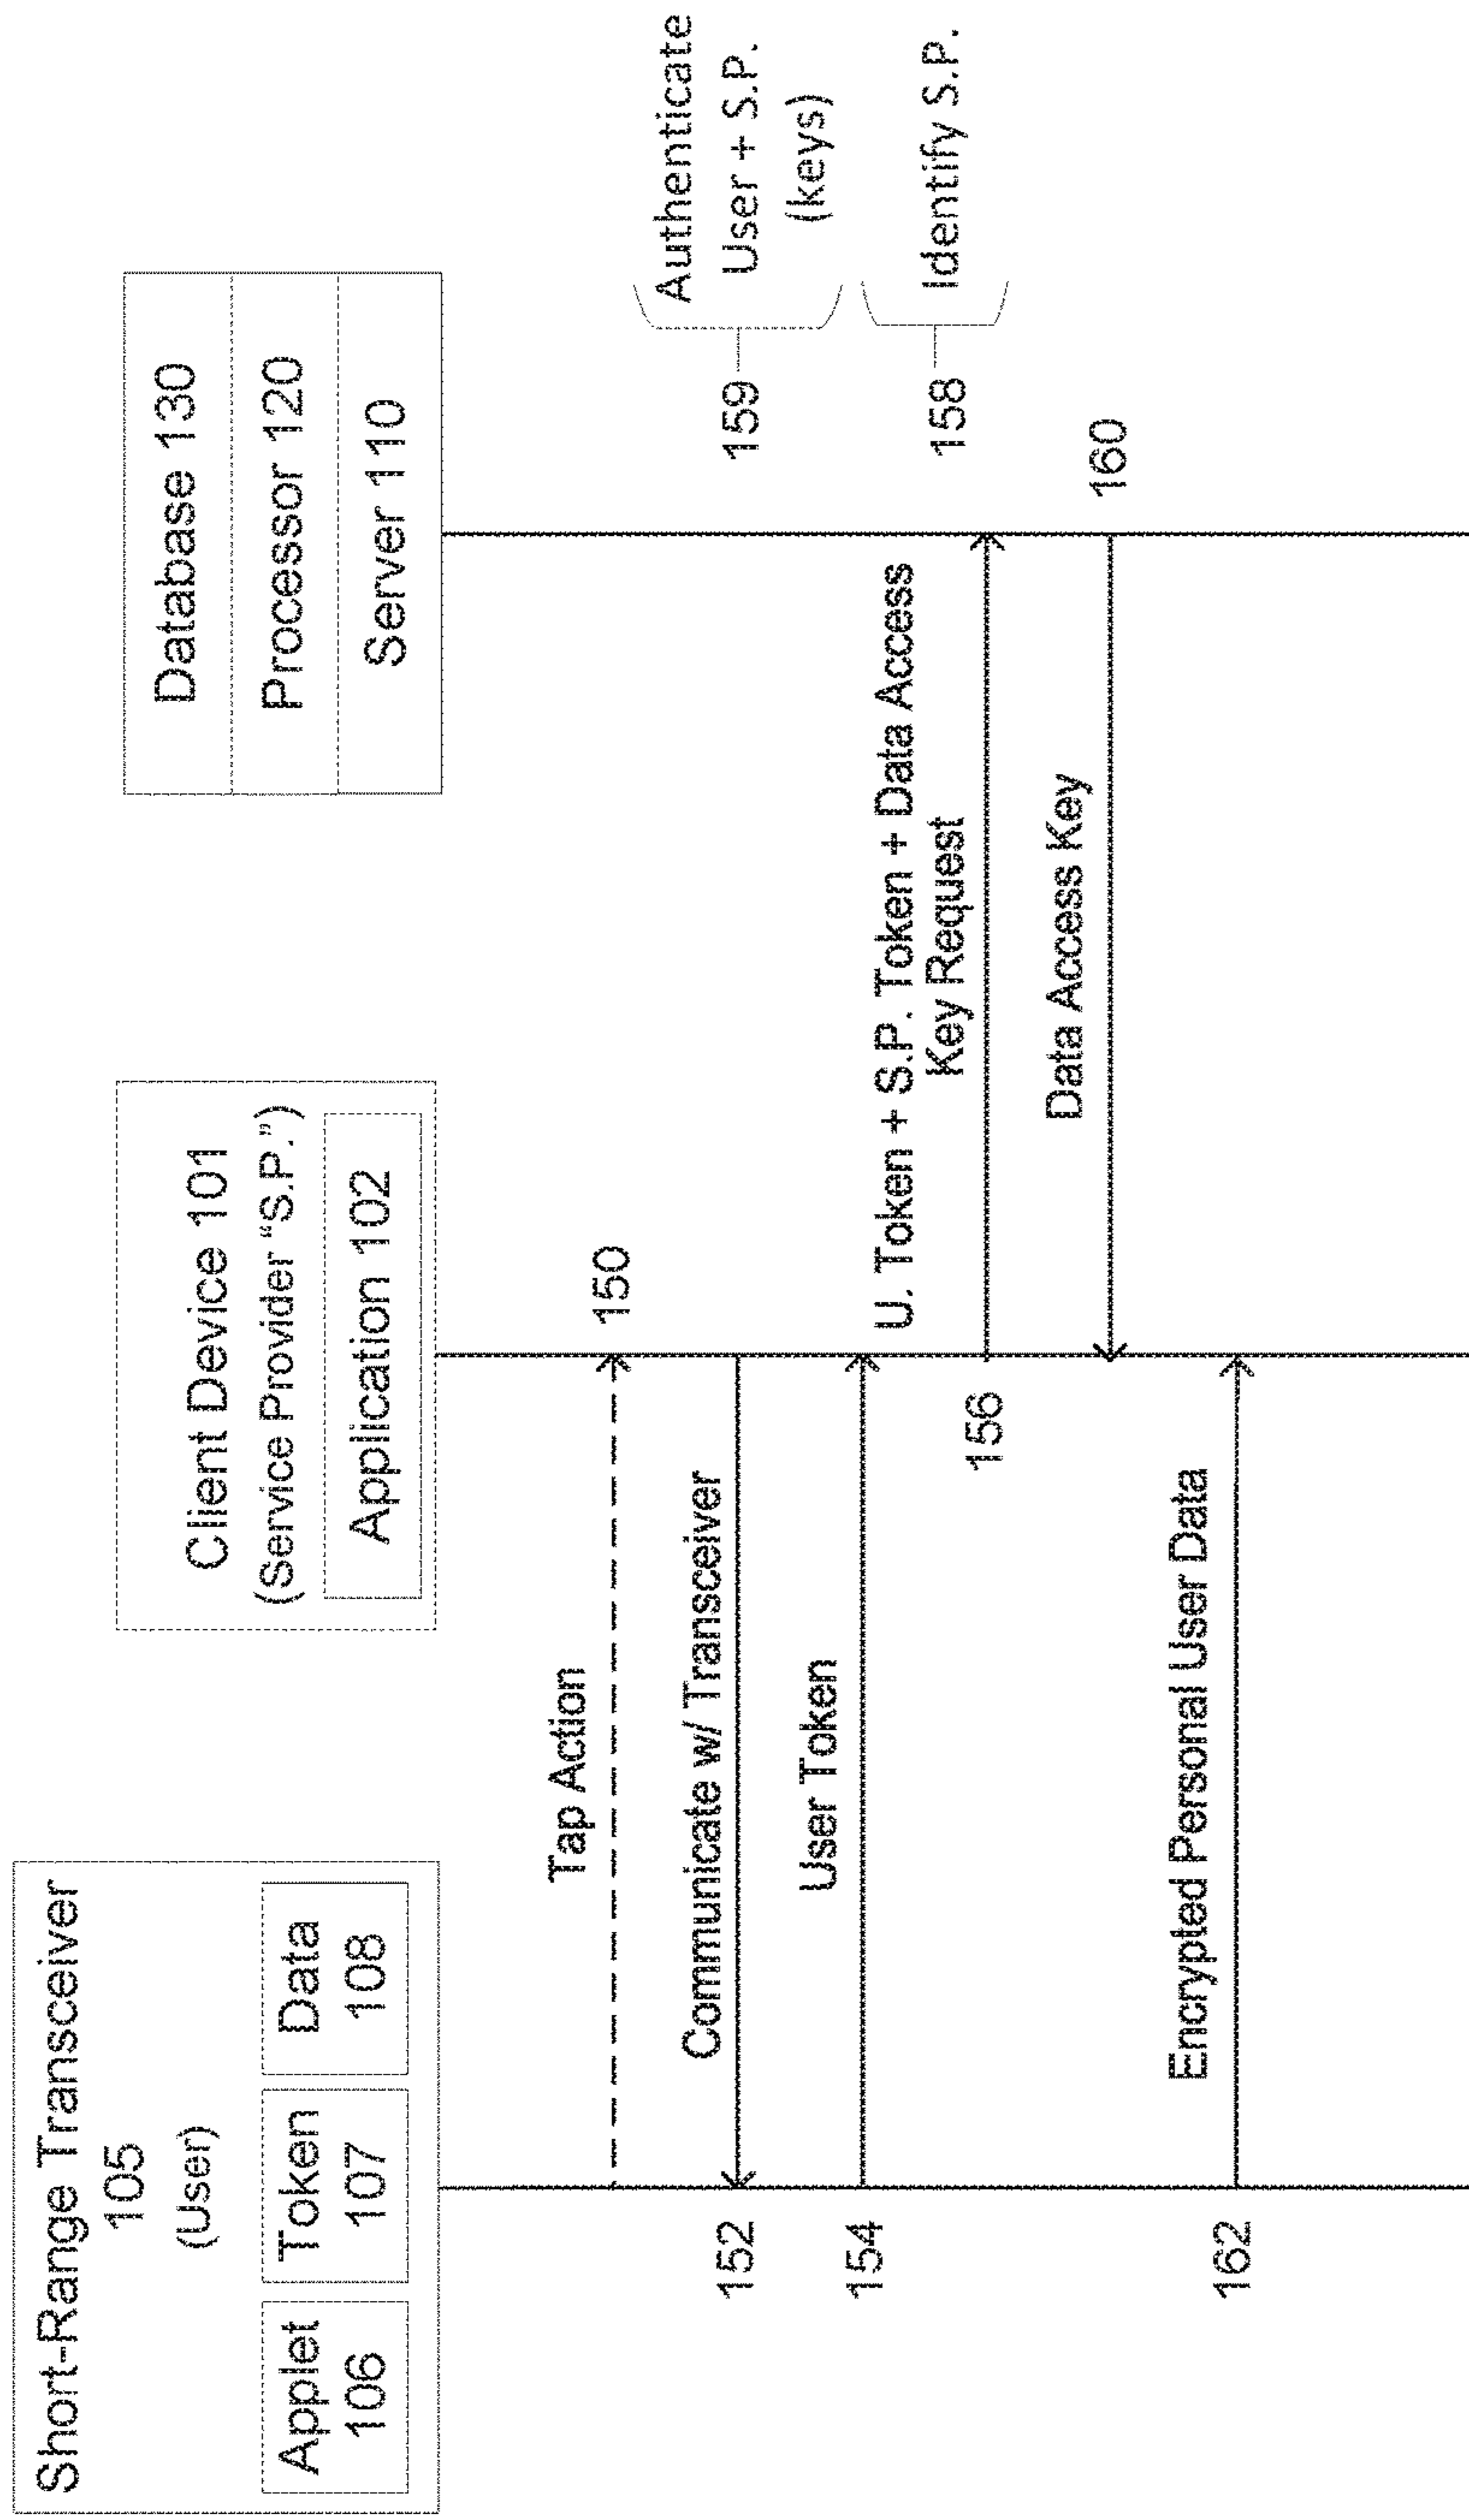 Short-Range Transceiver
105
(User)
Applet
106
Token
107
Data
108
Client Device 101
(Service Provider “S.P.”)
Application 102
Database 130
Processor 120
Server 110
Tap Action
150
152
Communicate w/ Transceiver
159
Authenticate
User + S.P.
(keys)
154
User Token
158
Identify S.P.
156
U. Token + S.P. Token + Data Access
Key Request
Data Access Key
160
162
Encrypted Personal User Data